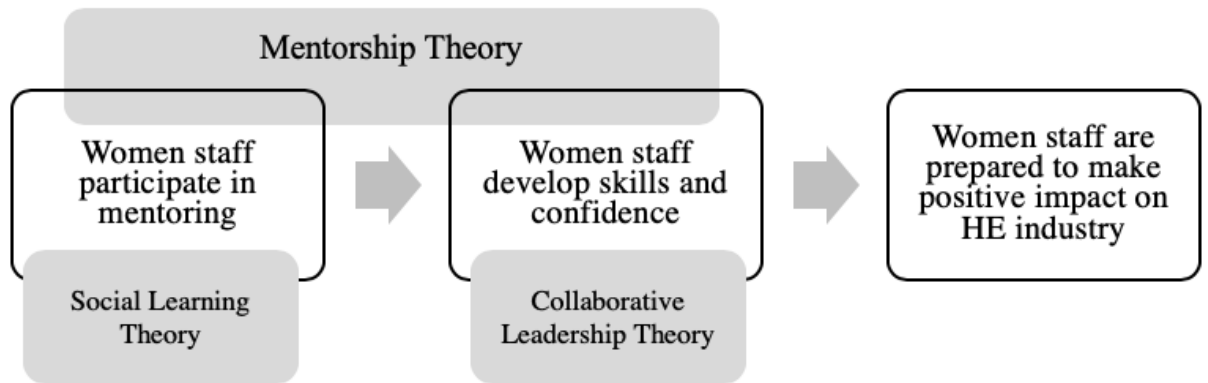 Mentorship Theory
Women staff
participate in
mentoring
Women staff
develop skills and
confidence
Women staff are
prepared to make
positive impact on
HE industry
Social Learning
Theory
Collaborative
Leadership Theory